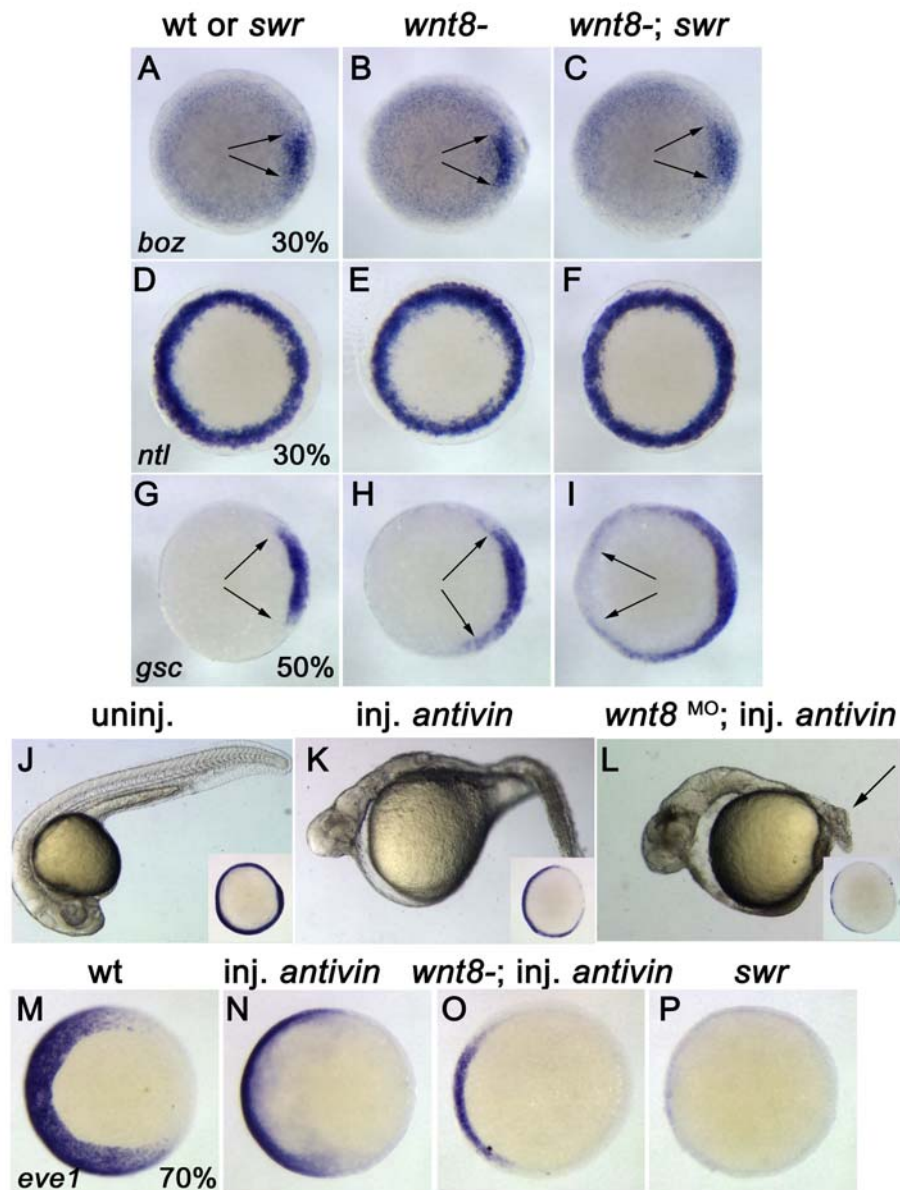 wt or swr wnt8- wnt8-; swr
A B C
boz 30%
D E F
ntl 30%
G H I
gsc 50%
uninj. inj. antivin wnt8 MO; inj. antivin
J K L
wt inj. antivin wnt8-; inj. antivin swr
M N O P
eve1 70%